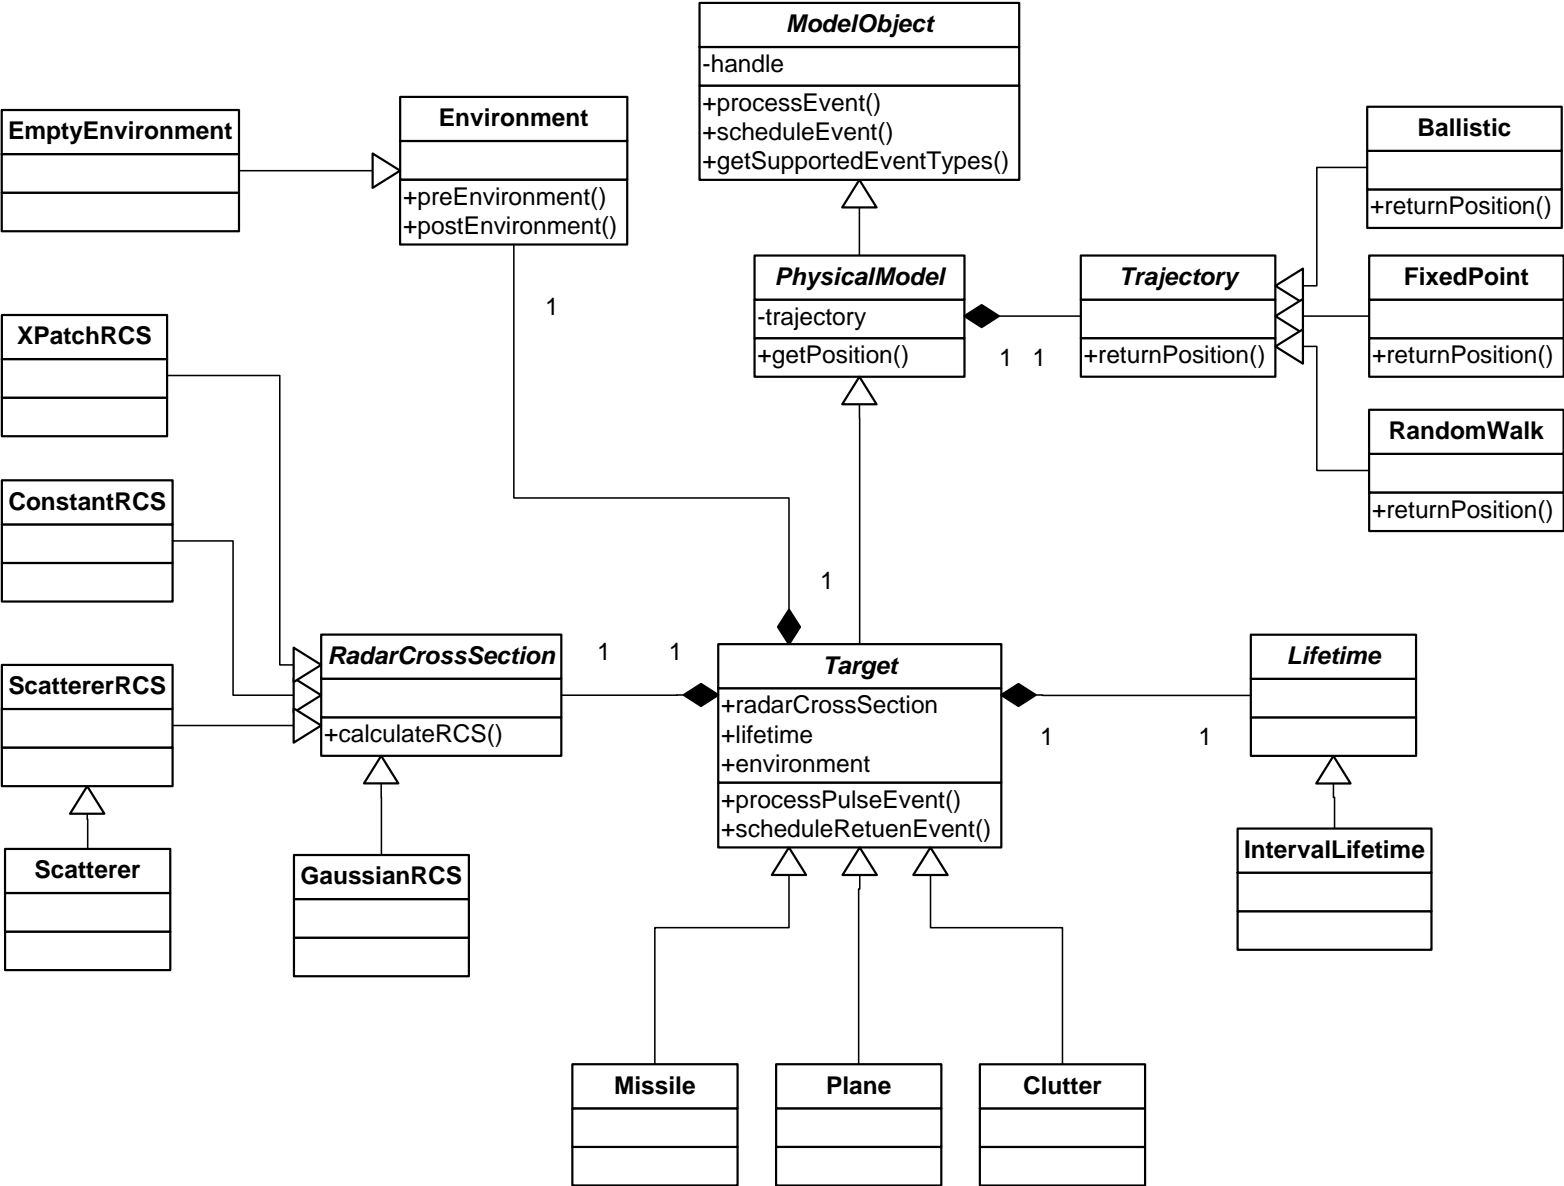 ModelObject
-handle
+processEvent()
+scheduleEvent()
+getSupportedEventTypes()
EmptyEnvironment
Environment
+preEnvironment()
+postEnvironment()
Ballistic
+returnPosition()
PhysicalModel
-trajectory
+getPosition()
1 1
Trajectory
+returnPosition()
FixedPoint
+returnPosition()
RandomWalk
+returnPosition()
1
1
XPatchRCS
ConstantRCS
ScattererRCS
Scatterer
RadarCrossSection
+calculateRCS()
GaussianRCS
1 1
Target
+radarCrossSection
+lifetime
+environment
+processPulseEvent()
+scheduleRetuenEvent()
1 1
Lifetime
IntervalLifetime
Missile
Plane
Clutter